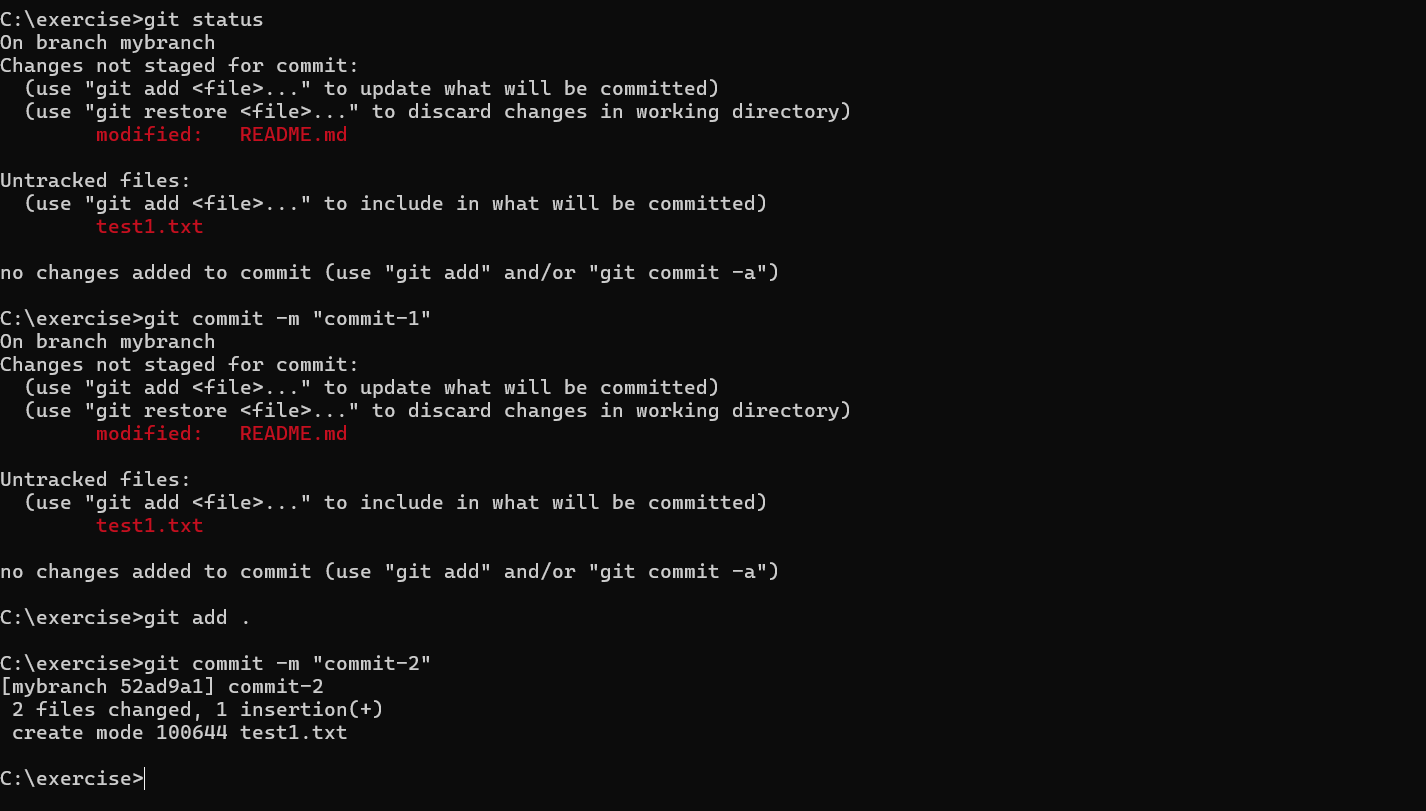 C:\exercise>git status
On branch mybranch
Changes not staged for commit:
  (use "git add <file>..." to update what will be committed)
  (use "git restore <file>..." to discard changes in working directory)
        modified:   README.md

Untracked files:
  (use "git add <file>..." to include in what will be committed)
        test1.txt

no changes added to commit (use "git add" and/or "git commit -a")

C:\exercise>git commit -m "commit-1"
On branch mybranch
Changes not staged for commit:
  (use "git add <file>..." to update what will be committed)
  (use "git restore <file>..." to discard changes in working directory)
        modified:   README.md

Untracked files:
  (use "git add <file>..." to include in what will be committed)
        test1.txt

no changes added to commit (use "git add" and/or "git commit -a")

C:\exercise>git add .

C:\exercise>git commit -m "commit-2"
[mybranch 52ad9a1] commit-2
 2 files changed, 1 insertion(+)
 create mode 100644 test1.txt

C:\exercise>